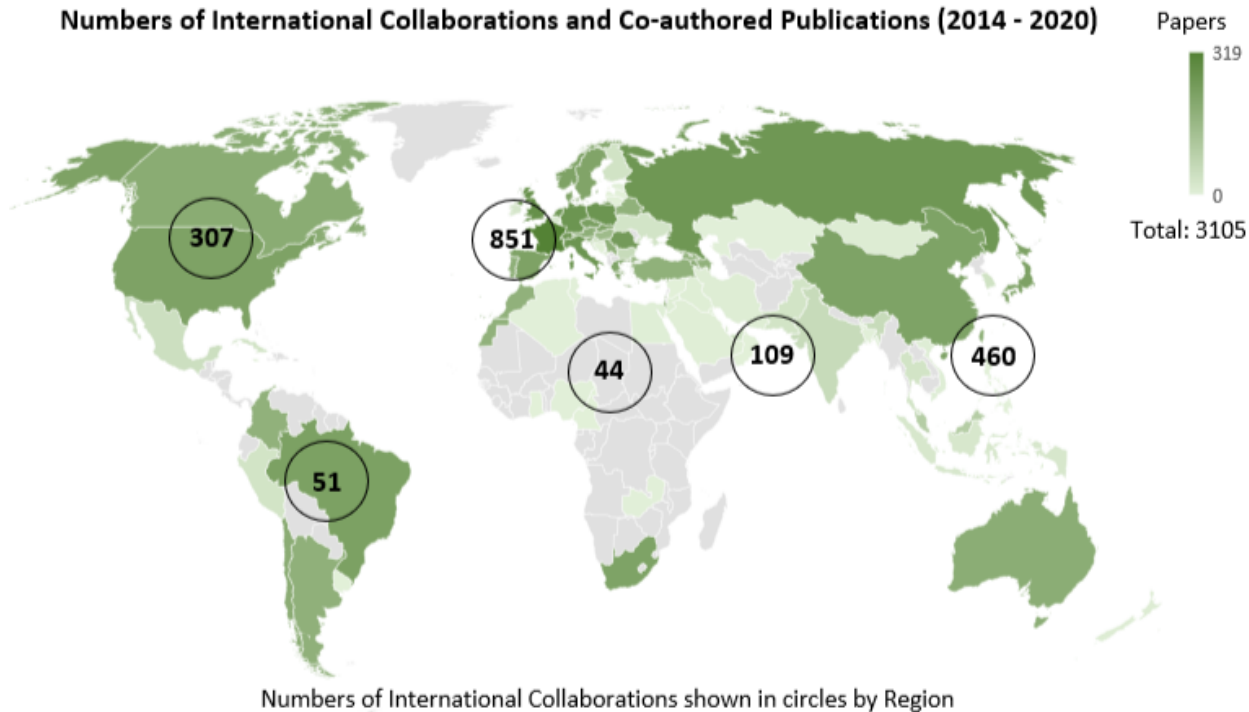 Numbers of International Collaborations and Co-authored Publications (2014 - 2020)
Papers
319
0
Total: 3105
307
851
44
109
460
51
Numbers of International Collaborations shown in circles by Region